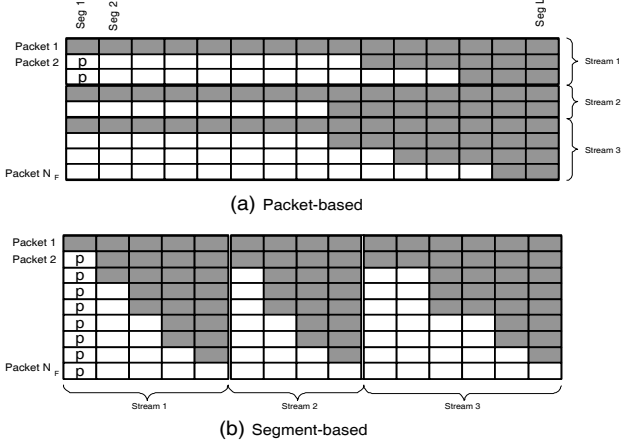 Seg 1
Seg 2
Seg L
Packet 1
Packet 2
p
p
Packet N F
Stream 1
Stream 2
Stream 3
(a) Packet-based
Packet 1
Packet 2
p
p
p
p
p
p
p
p
Packet N F
Stream 1
Stream 2
Stream 3
(b) Segment-based